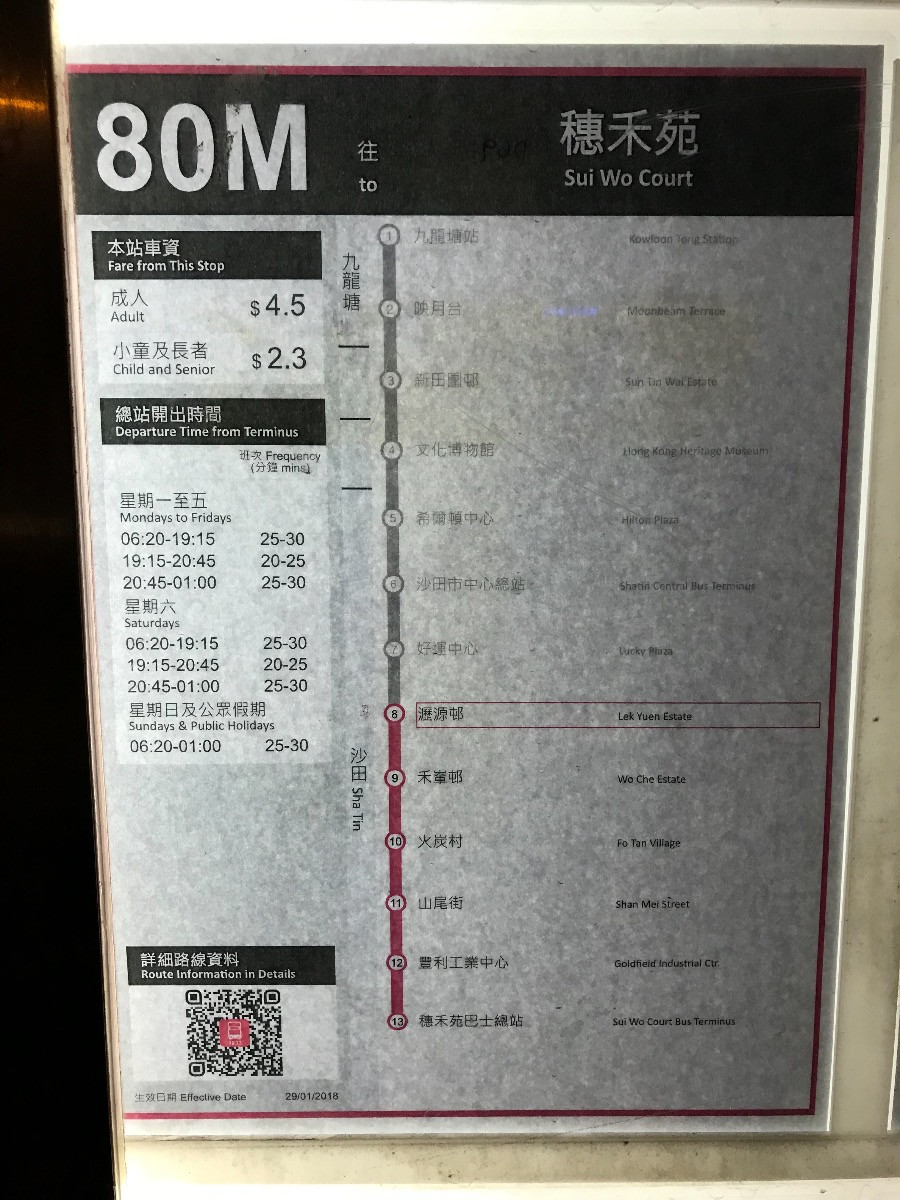 80M
往
to
穗禾苑
Sui Wo Court
本站車資
Fare from This Stop
成人
Adult
$ 4.5
小童及長者
Child and Senior
$ 2.3
總站開出時間
Departure Time from Terminus
班次 Frequency
(分鐘 mins)
星期一至五
Mondays to Fridays
06:20-19:15 25-30
19:15-20:45 20-25
20:45-01:00 25-30
星期六
Saturdays
06:20-19:15 25-30
19:15-20:45 20-25
20:45-01:00 25-30
星期日及公眾假期
Sundays & Public Holidays
06:20-01:00 25-30
詳細路線資料
Route Information in Details
生效日期 Effective Date 29/01/2018
九龍塘
沙田 Sha Tin
1 九龍塘站 Kowloon Tong Station
2 映月台 Moonbeam Terrace
3 新田圍邨 Sun Tin Wai Estate
4 文化博物館 Hong Kong Heritage Museum
5 希爾頓中心 Hilton Plaza
6 沙田市中心總站 Shatin Central Bus Terminus
7 好運中心 Lucky Plaza
8 瀝源邨 Lek Yuen Estate
9 禾輋邨 Wo Che Estate
10 火炭村 Fo Tan Village
11 山尾街 Shan Mei Street
12 豐利工業中心 Goldfield Industrial Ctr.
13 穗禾苑巴士總站 Sui Wo Court Bus Terminus